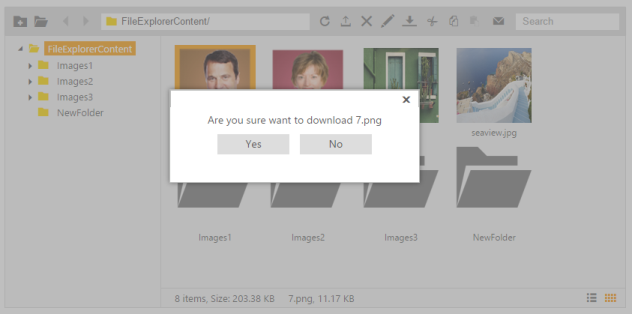 FileExplorerContent/
Search
FileExplorerContent
Images1
Images2
Images3
NewFolder
seaview.jpg
Are you sure want to download 7.png
Yes
No
Images1
Images2
Images3
NewFolder
8 items, Size: 203.38 KB
7.png, 11.17 KB